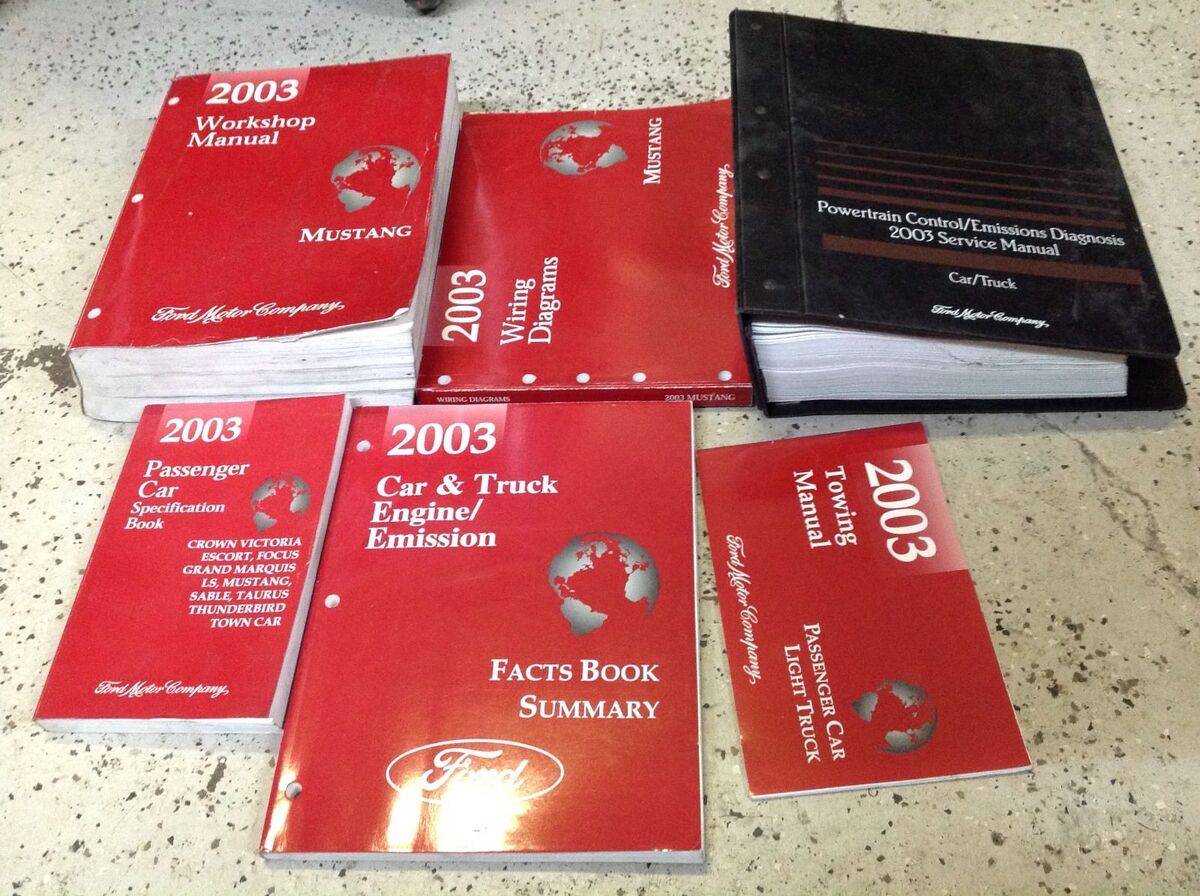 2003
Workshop
Manual
MUSTANG
Ford Motor Company,
2003
Wiring
Diagrams
MUSTANG
Ford Motor Company,
WIRING DIAGRAMS
2003 MUSTANG
Powertrain Control/Emissions Diagnosis
2003 Service Manual
Car/Truck
Ford Motor Company,
2003
Passenger
Car
Specification
Book
CROWN VICTORIA
ESCORT, FOCUS
GRAND MARQUIS
LS, MUSTANG,
SABLE, TAURUS
THUNDERBIRD
TOWN CAR
Ford Motor Company,
2003
Car & Truck
Engine/
Emission
FACTS BOOK
SUMMARY
Ford
2003
Towing
Manual
PASSENGER CAR
LIGHT TRUCK
Ford Motor Company,